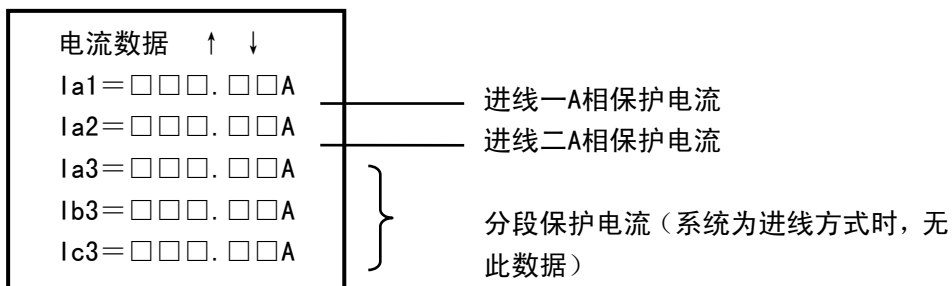 电流数据 ↑ ↓
Ia1=□□□.□□A
Ia2=□□□.□□A
Ia3=□□□.□□A
Ib3=□□□.□□A
Ic3=□□□.□□A
进线一A相保护电流
进线二A相保护电流
分段保护电流（系统为进线方式时，无
此数据）